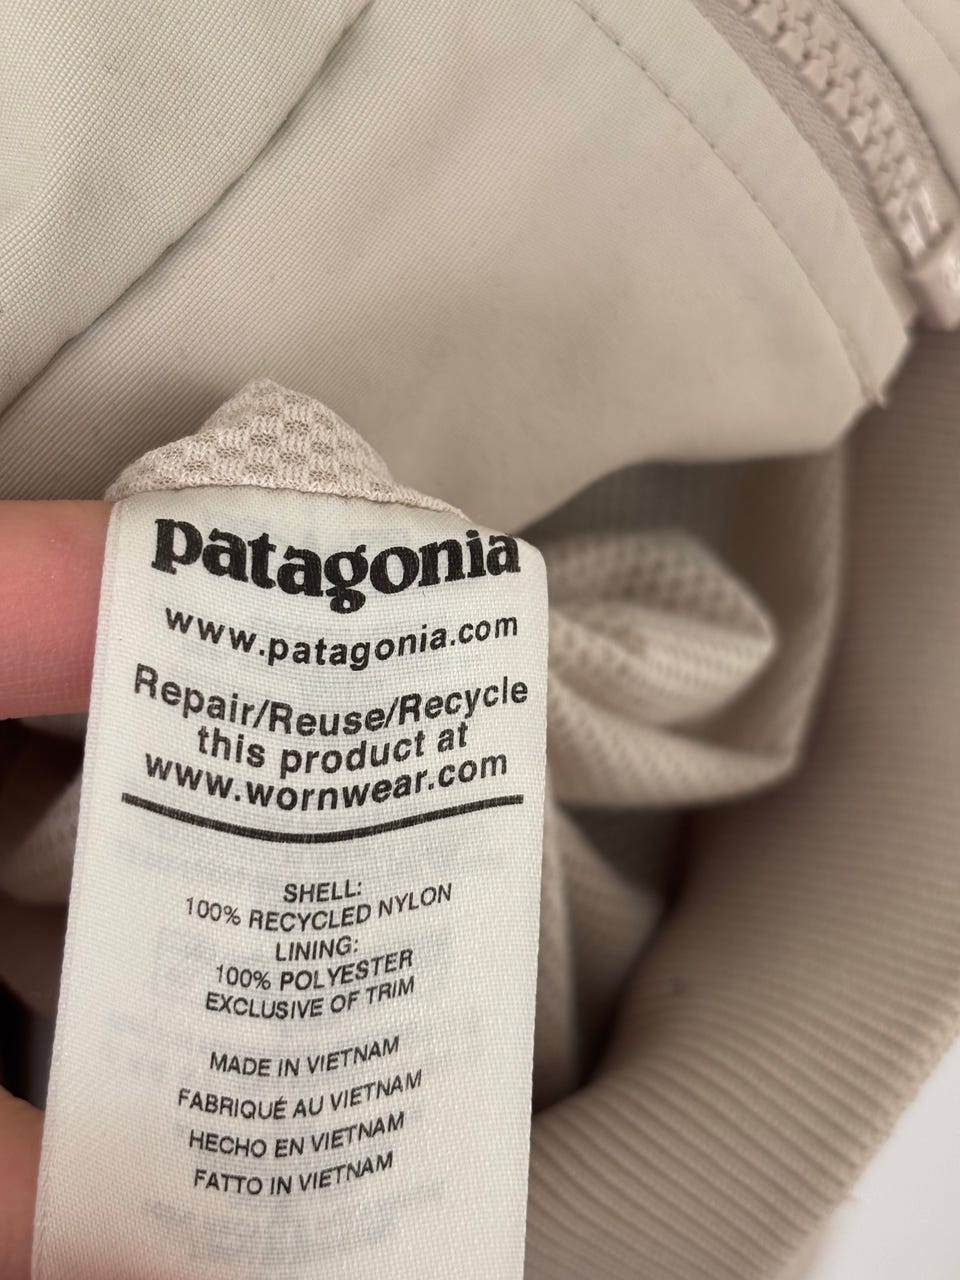 patagonia
www.patagonia.com
Repair/Reuse/Recycle
this product at
www.wornwear.com
SHELL:
100% RECYCLED NYLON
LINING:
100% POLYESTER
EXCLUSIVE OF TRIM
MADE IN VIETNAM
FABRIQUÉ AU VIETNAM
HECHO EN VIETNAM
FATTO IN VIETNAM